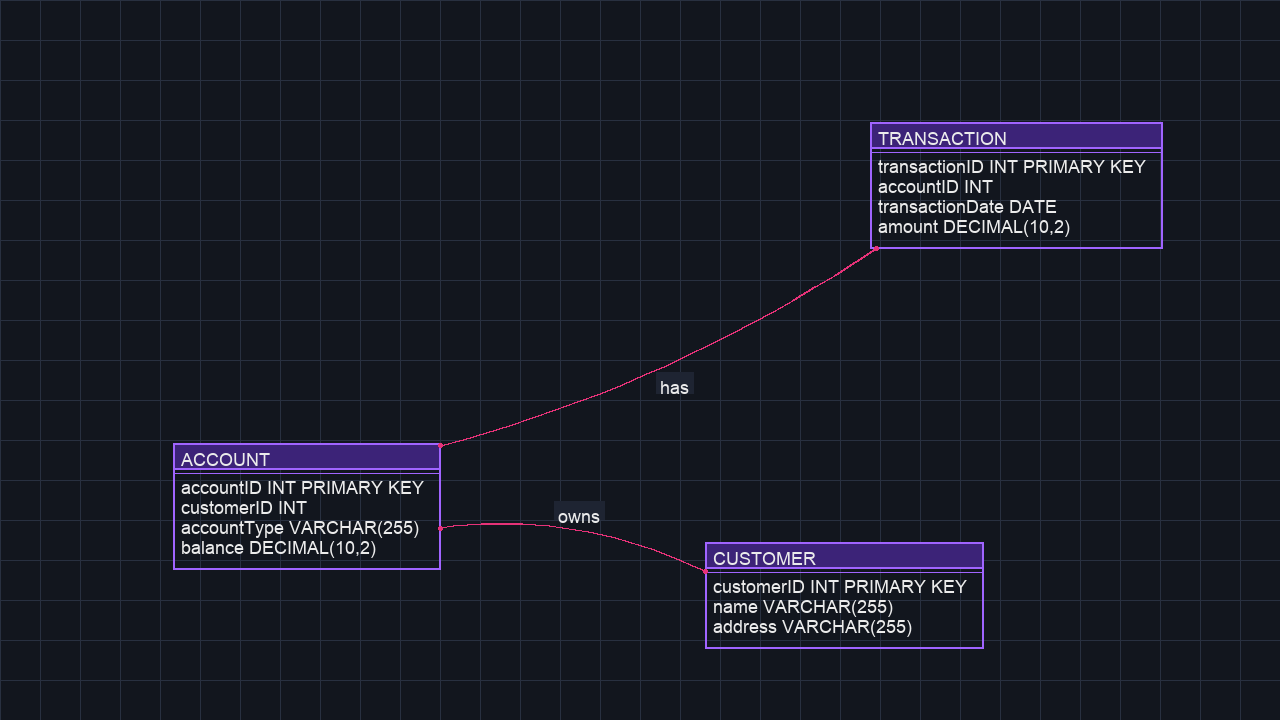 TRANSACTION
transactionID INT PRIMARY KEY
accountID INT
transactionDate DATE
amount DECIMAL(10,2)
has
ACCOUNT
accountID INT PRIMARY KEY
customerID INT
accountType VARCHAR(255)
balance DECIMAL(10,2)
owns
CUSTOMER
customerID INT PRIMARY KEY
name VARCHAR(255)
address VARCHAR(255)